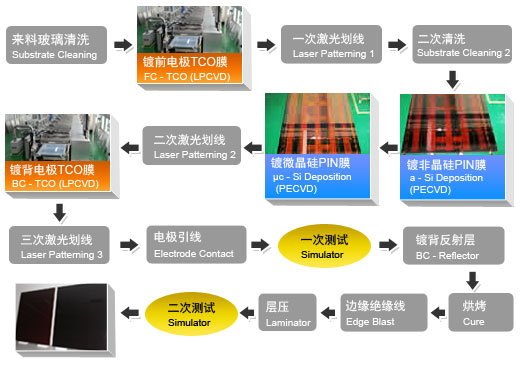 来料玻璃清洗
Substrate Cleaning
镀前电极TCO膜
FC - TCO (LPCVD)
一次激光划线
Laser Patterning 1
二次清洗
Substrate Cleaning 2
镀非晶硅PIN膜
a - Si Deposition
(PECVD)
镀微晶硅PIN膜
μc - Si Deposition
(PECVD)
二次激光划线
Laser Patterning 2
镀背电极TCO膜
BC - TCO (LPCVD)
三次激光划线
Laser Patterning 3
电极引线
Electrode Contact
一次测试
Simulator
镀背反射层
BC - Reflector
烘烤
Cure
边缘绝缘线
Edge Blast
层压
Laminator
二次测试
Simulator